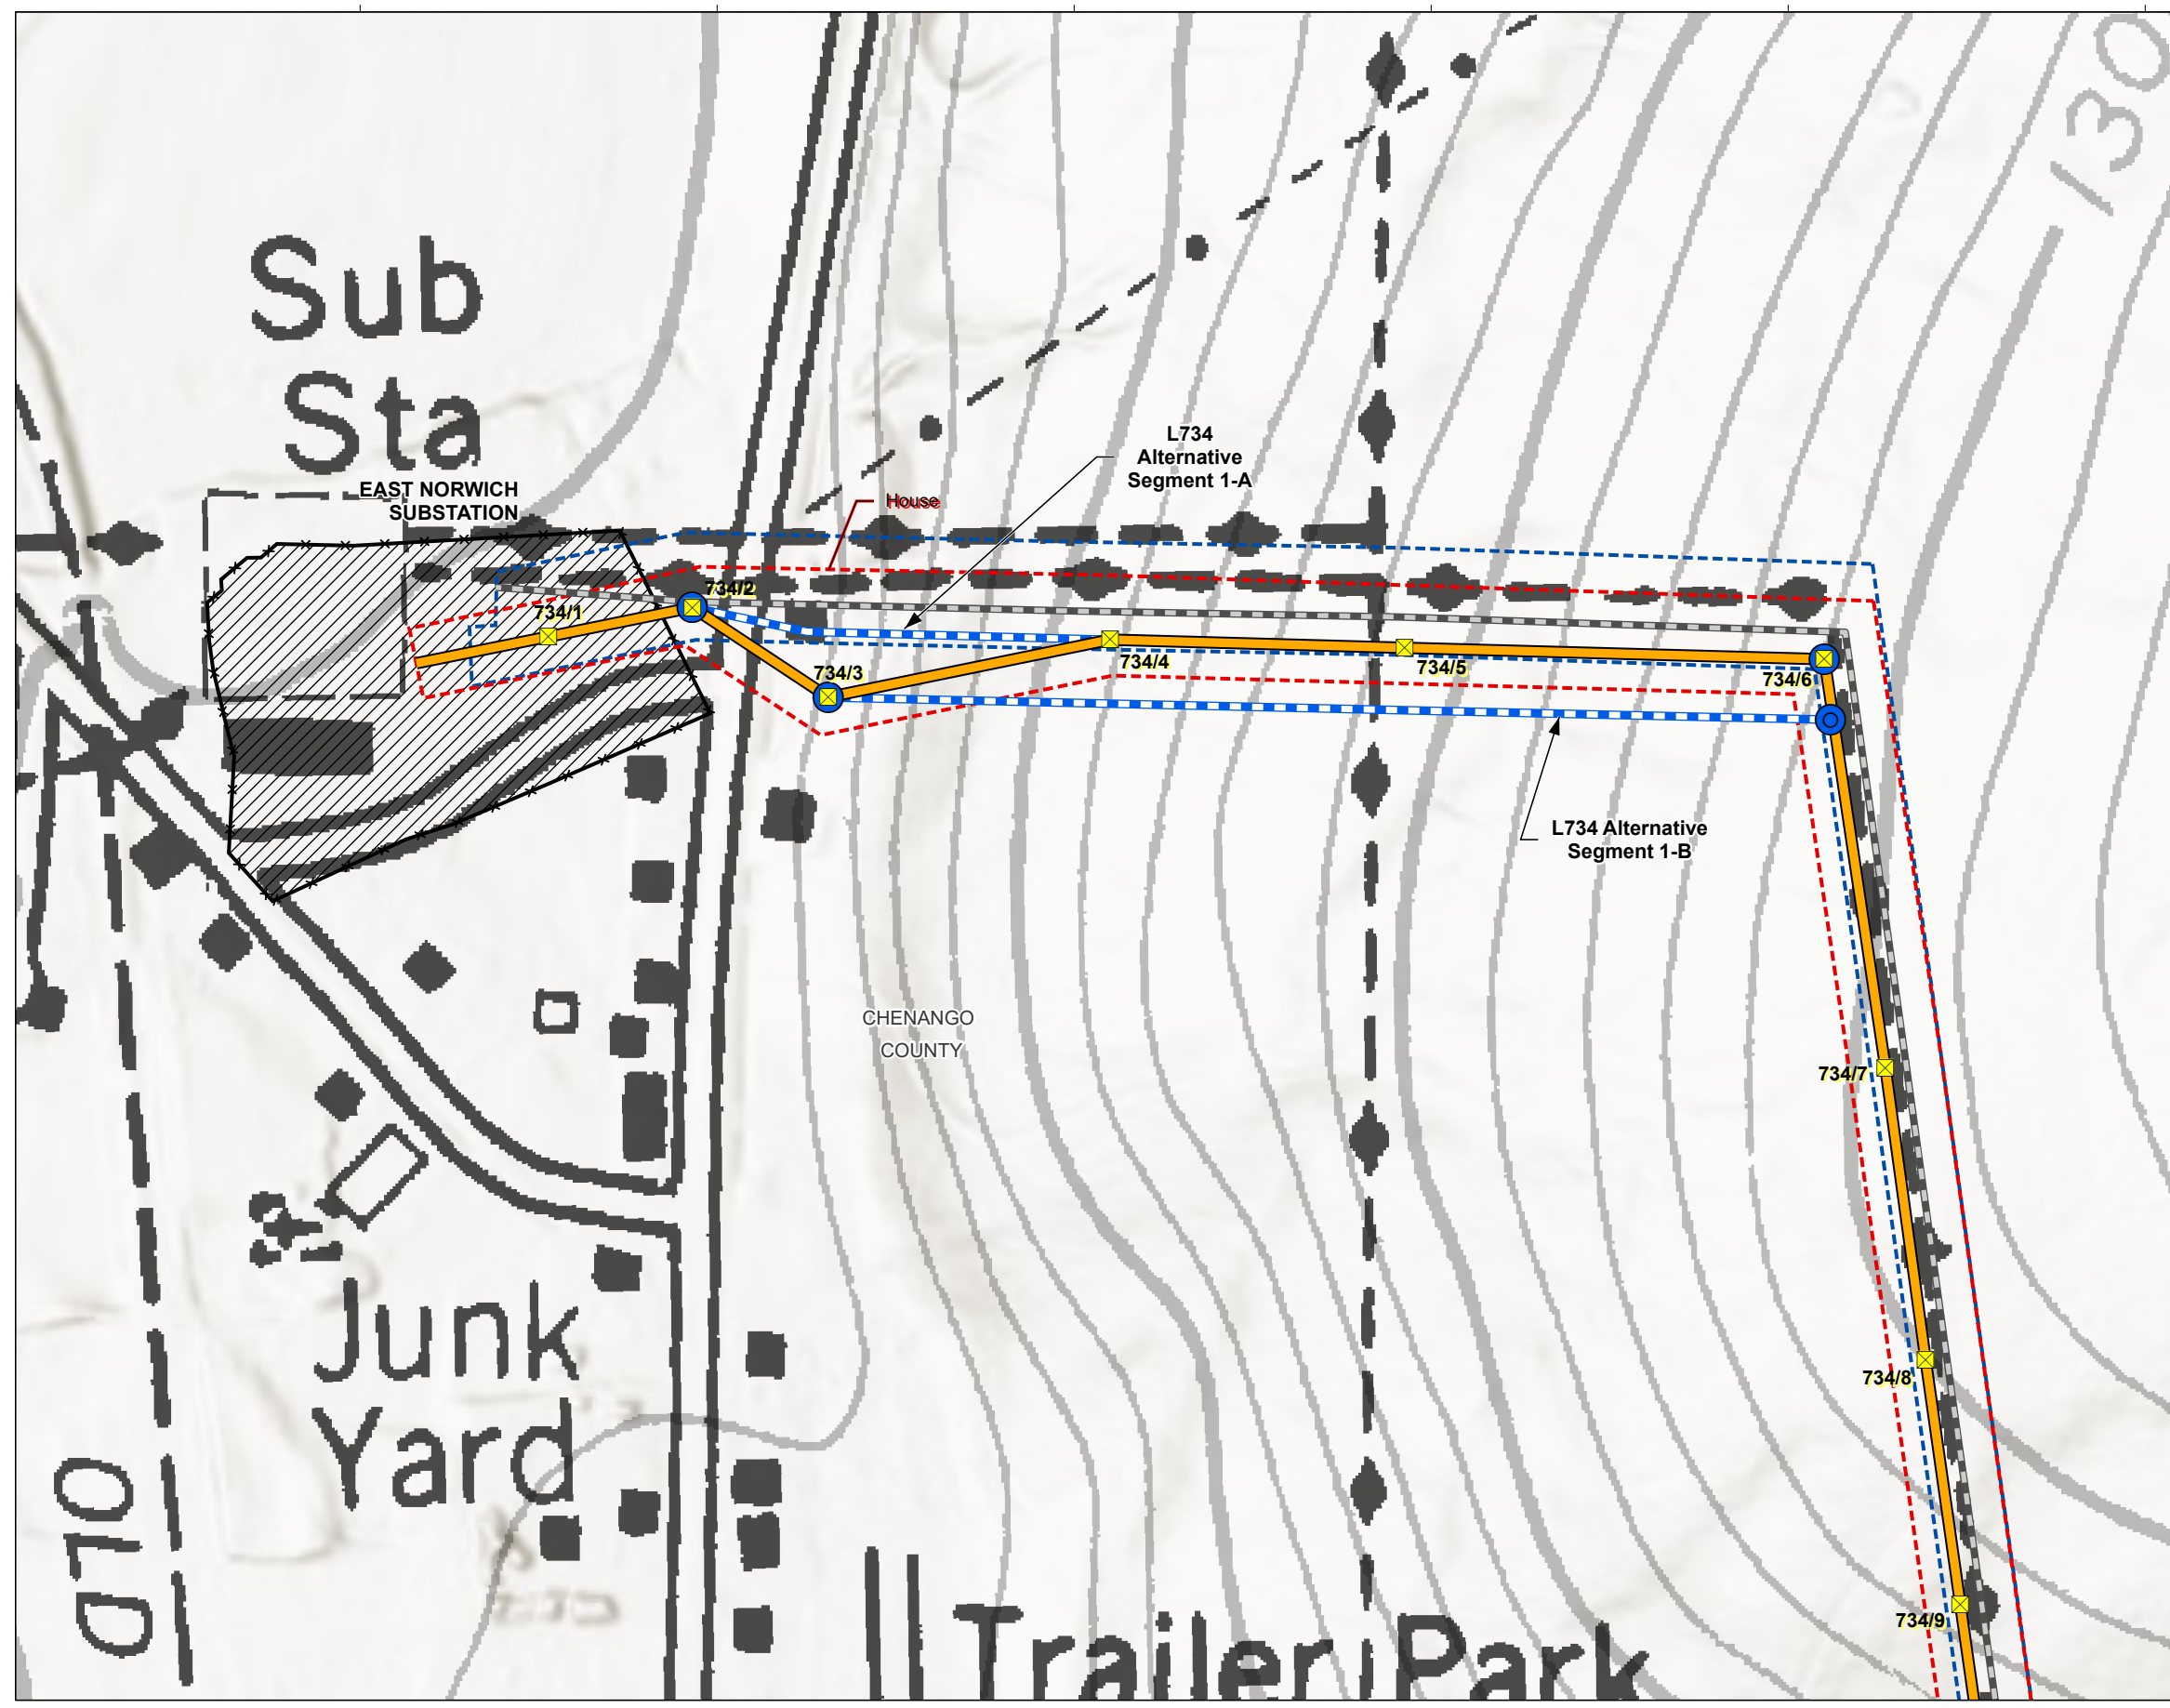 130
Sub
Sta
L734
Alternative
Segment 1-A
EAST NORWICH
SUBSTATION
House
734/1
734/2
734/3
734/4
734/5
734/6
L734 Alternative
Segment 1-B
CHENANGO
COUNTY
734/7
734/8
734/9
Junk
Yard
OLD
Trailer Park